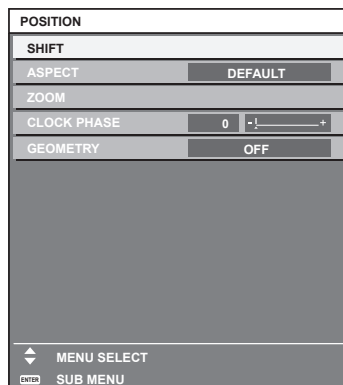 POSITION
SHIFT
ASPECT DEFAULT
ZOOM
CLOCK PHASE 0 - +
GEOMETRY OFF
MENU SELECT
ENTER SUB MENU